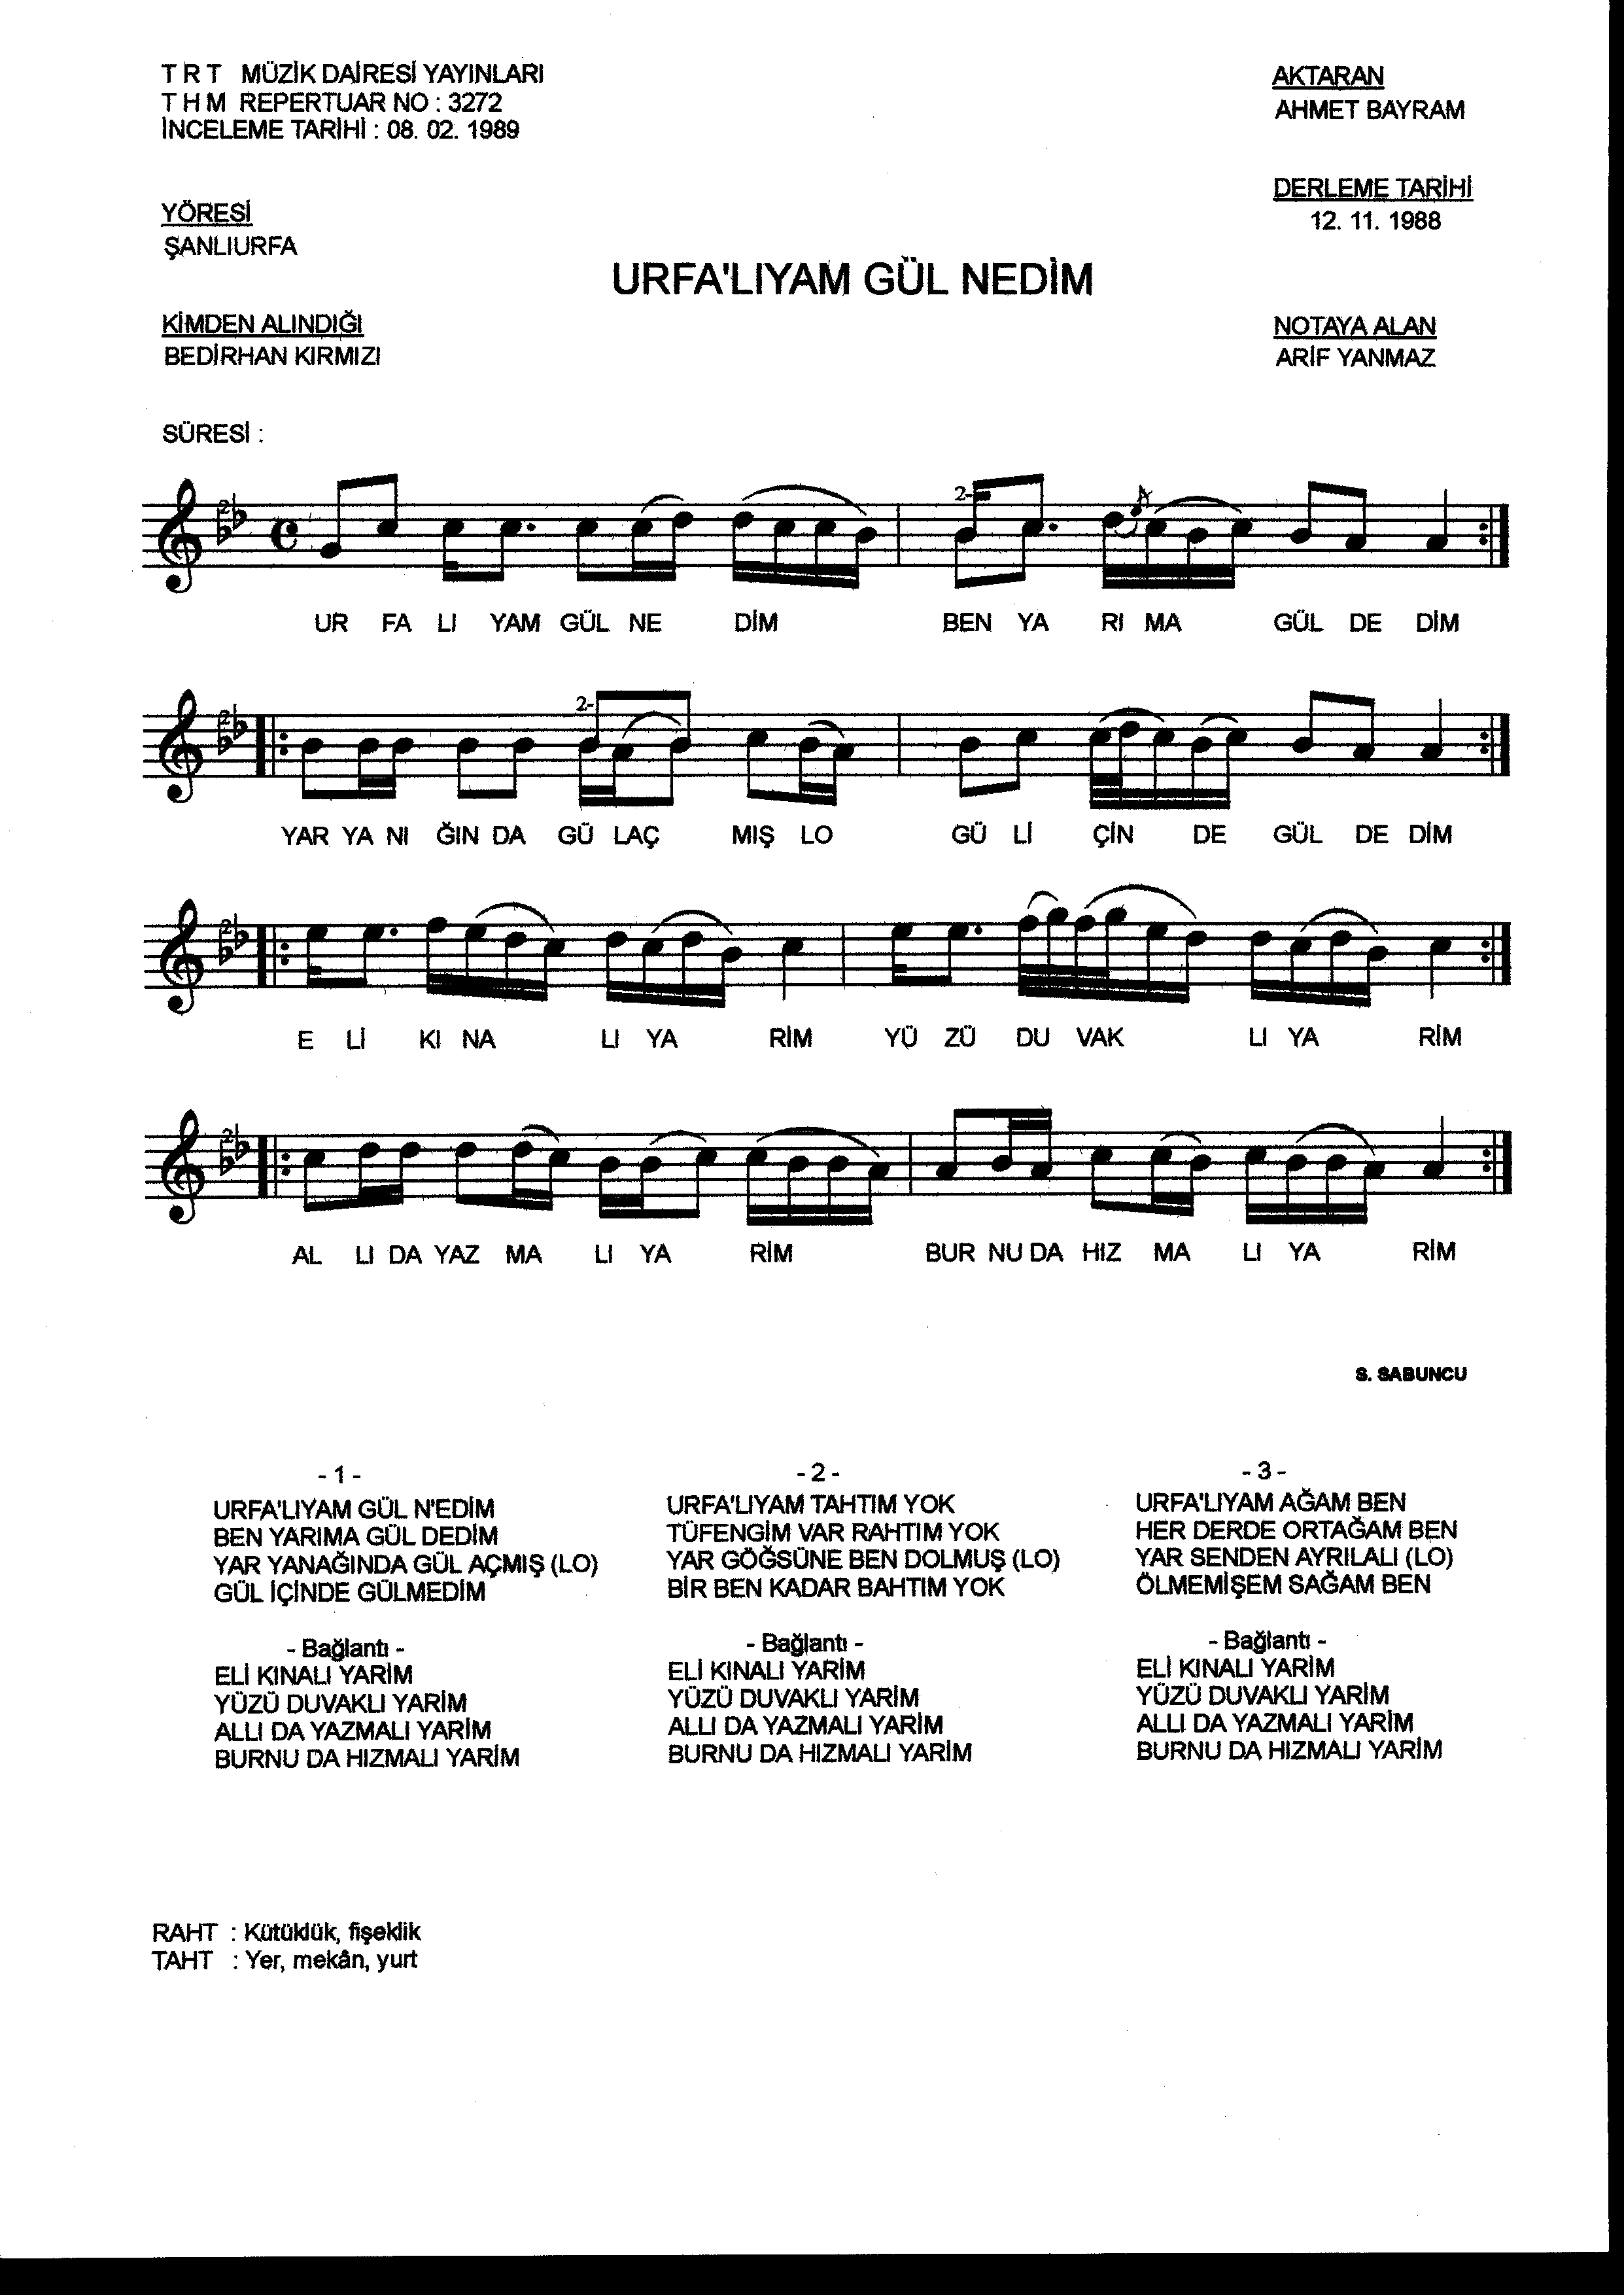 T R T MÜZİK DAİRESİ YAYINLARI
T H M REPERTUAR NO : 3272
İNCELEME TARİHİ : 08. 02. 1989
AKTARAN
AHMET BAYRAM
DERLEME TARİHİ
12. 11. 1988
YÖRESİ
ŞANLIURFA
URFA'LIYAM GÜL NEDİM
KİMDEN ALINDIĞI
BEDİRHAN KIRMIZI
NOTAYA ALAN
ARİF YANMAZ
SÜRESİ :
2-
UR FA LI YAM GÜL NE DİM BEN YA RI MA GÜL DE DİM
2-
YAR YA NI ĞIN DA GÜ LAÇ MIŞ LO GÜ Lİ ÇİN DE GÜL DE DİM
E Lİ KI NA LI YA RİM YÜ ZÜ DU VAK LI YA RİM
AL LI DA YAZ MA LI YA RİM BUR NU DA HIZ MA LI YA RİM
S. SABUNCU
- 1 -
URFA'LIYAM GÜL N'EDİM
BEN YARIMA GÜL DEDİM
YAR YANAĞINDA GÜL AÇMIŞ (LO)
GÜL İÇİNDE GÜLMEDİM
- Bağlantı -
ELİ KINALI YARİM
YÜZÜ DUVAKLI YARİM
ALLI DA YAZMALI YARİM
BURNU DA HIZMALI YARİM
- 2 -
URFA'LIYAM TAHTIM YOK
TÜFENGİM VAR RAHTIM YOK
YAR GÖĞSÜNE BEN DOLMUŞ (LO)
BİR BEN KADAR BAHTIM YOK
- Bağlantı -
ELİ KINALI YARİM
YÜZÜ DUVAKLI YARİM
ALLI DA YAZMALI YARİM
BURNU DA HIZMALI YARİM
- 3 -
URFA'LIYAM AĞAM BEN
HER DERDE ORTAĞAM BEN
YAR SENDEN AYRILALI (LO)
ÖLMEMİŞEM SAĞAM BEN
- Bağlantı -
ELİ KINALI YARİM
YÜZÜ DUVAKLI YARİM
ALLI DA YAZMALI YARİM
BURNU DA HIZMALI YARİM
RAHT : Kütüklük, fişeklik
TAHT : Yer, mekân, yurt